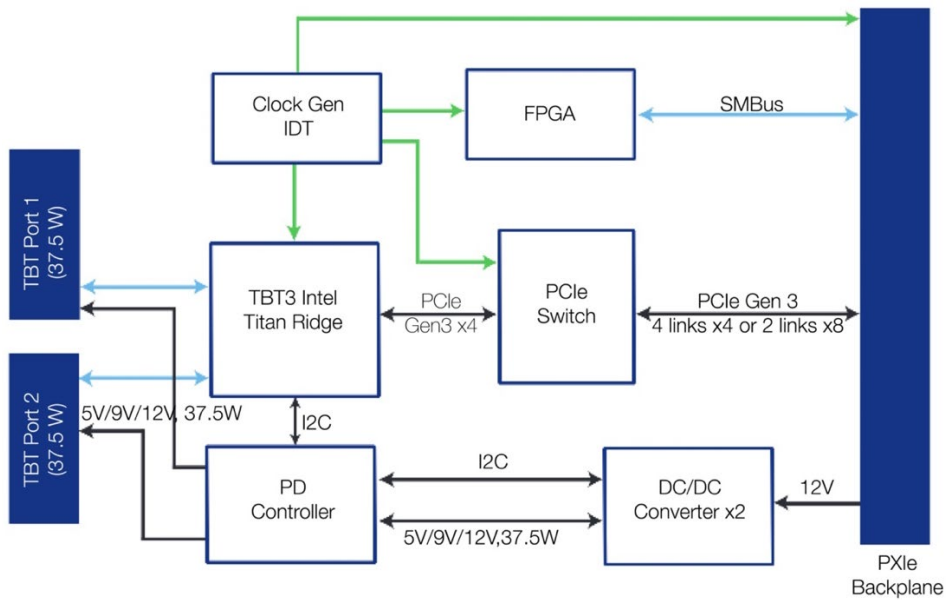 Clock Gen
IDT
FPGA
SMBus
TBT Port 1
(37.5 W)
TBT3 Intel
Titan Ridge
PCIe
Gen3 x4
PCIe
Switch
PCIe Gen 3
4 links x4 or 2 links x8
TBT Port 2
(37.5 W)
5V/9V/12V, 37.5W
I2C
PD
Controller
I2C
5V/9V/12V,37.5W
DC/DC
Converter x2
12V
PXIe
Backplane